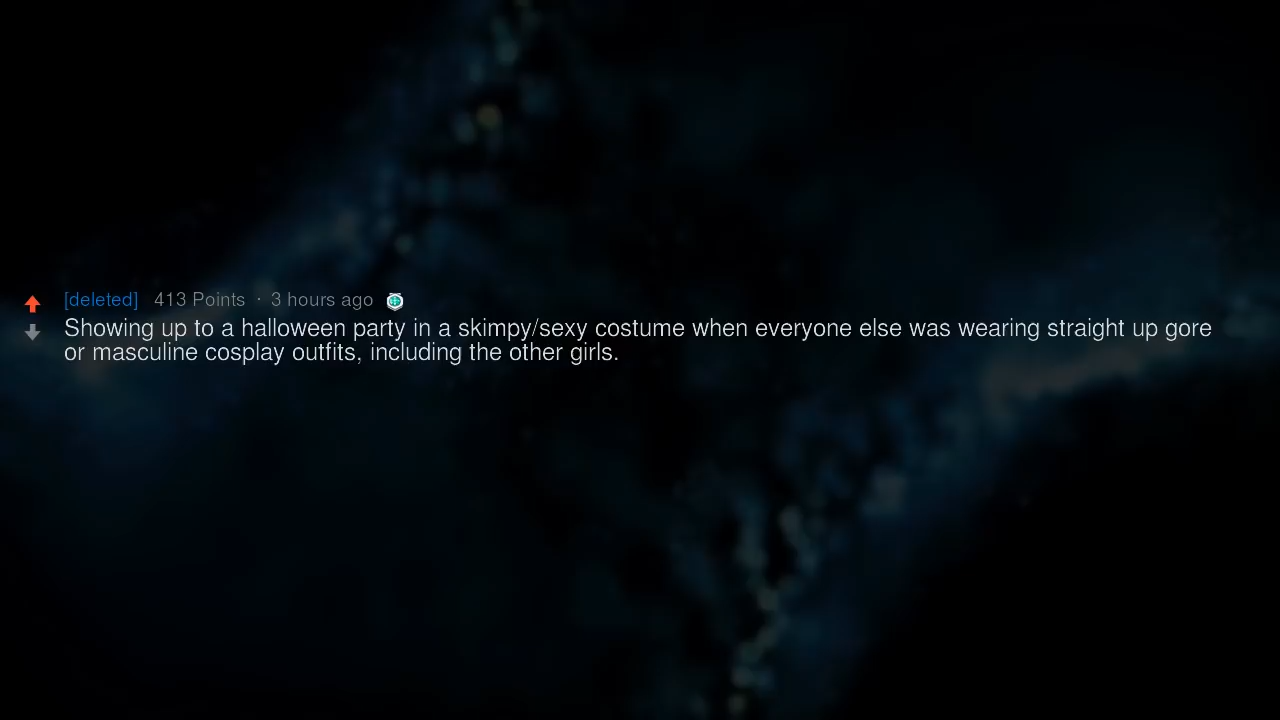 [deleted] 413 Points · 3 hours ago
Showing up to a halloween party in a skimpy/sexy costume when everyone else was wearing straight up gore
or masculine cosplay outfits, including the other girls.